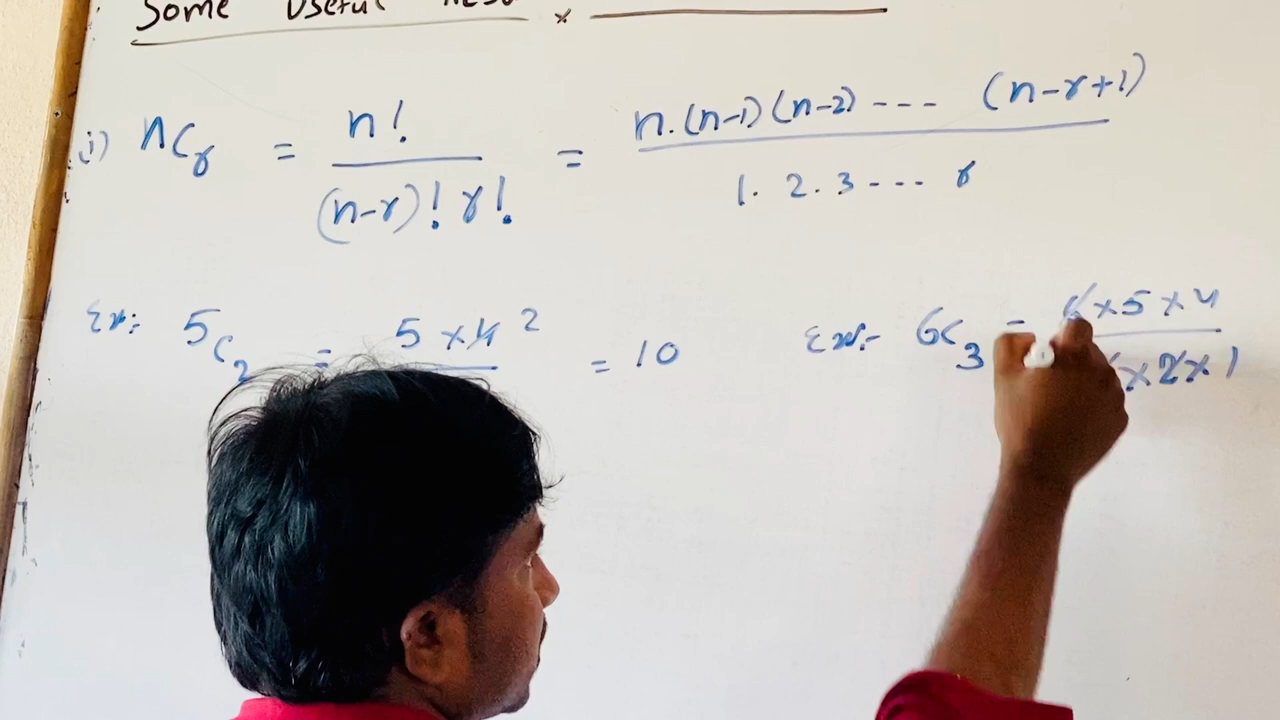 Some Useful
i) nCr = n! / (n-r)! r! = n.(n-1)(n-2) --- (n-r+1) / 1. 2. 3 --- r
Ex: 5C2 = 5 x 4 2 = 10
Ex:- 6C3 = 6 x 5 x 4 / x 2 x 1